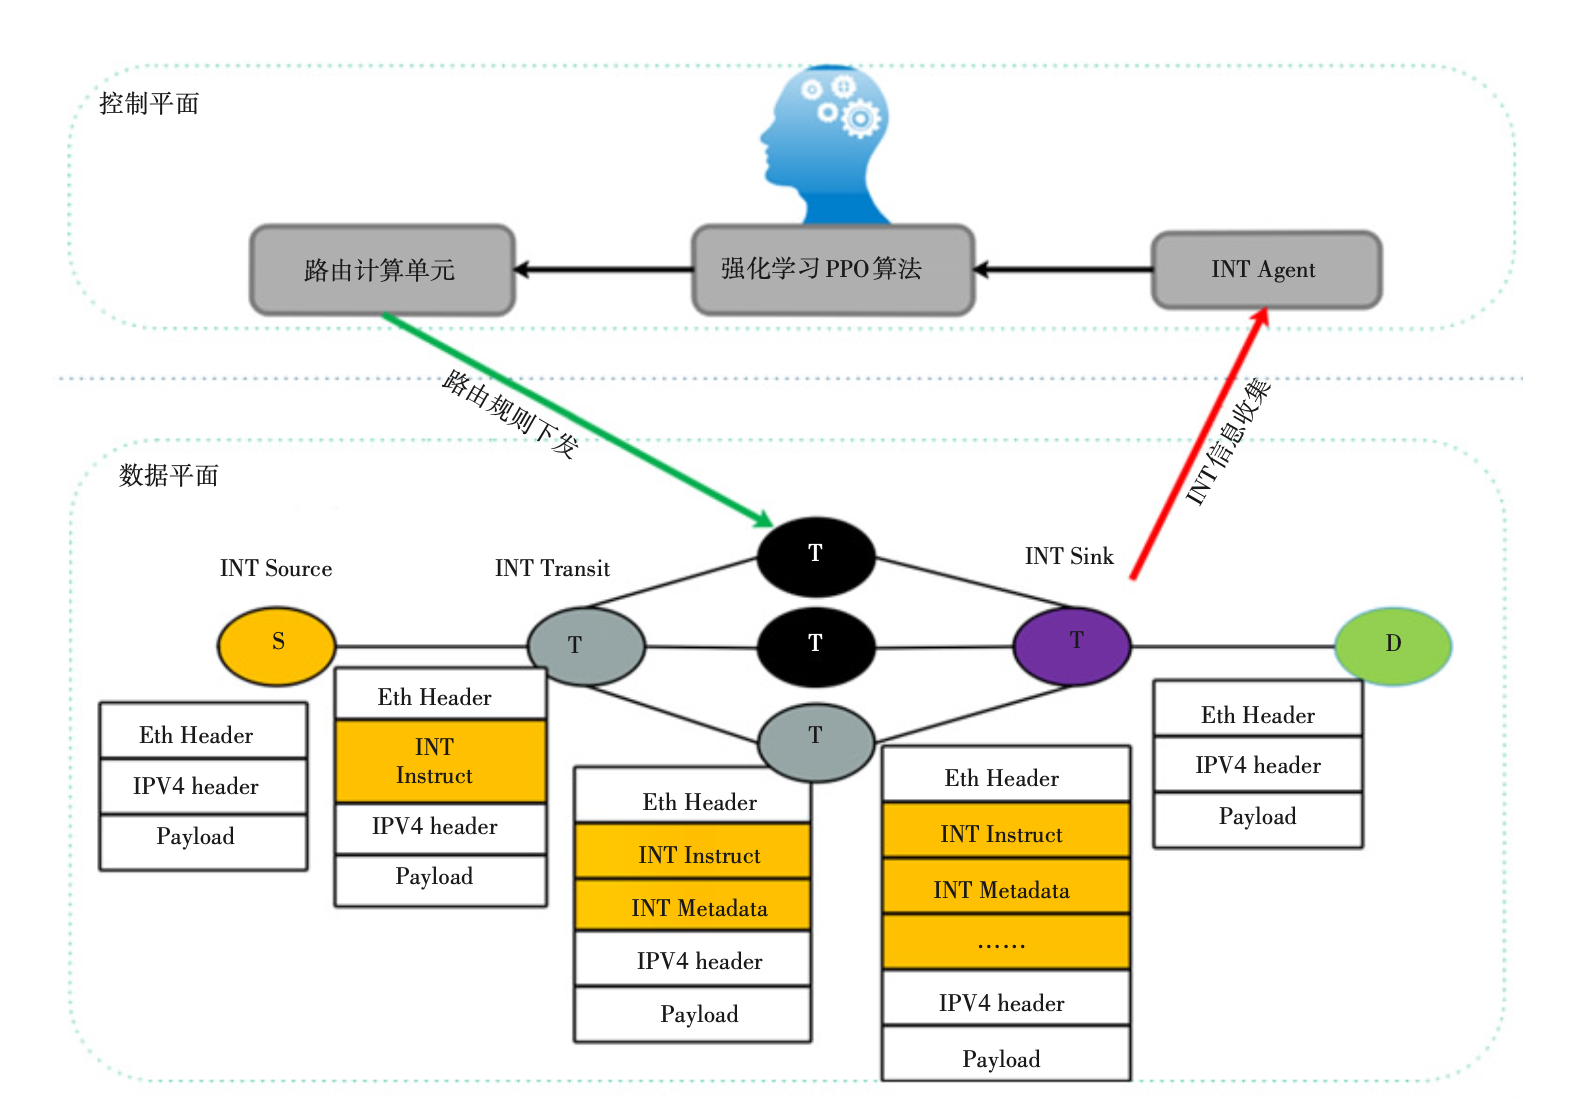 控制平面
路由计算单元
强化学习PPO算法
INT Agent
路由规则下发
INT信息收集
数据平面
INT Source
INT Transit
INT Sink
T
S
T
T
T
D
T
Eth Header
IPV4 header
Payload
Eth Header
INT
Instruct
IPV4 header
Payload
Eth Header
INT Instruct
INT Metadata
IPV4 header
Payload
Eth Header
INT Instruct
INT Metadata
……
IPV4 header
Payload
Eth Header
IPV4 header
Payload